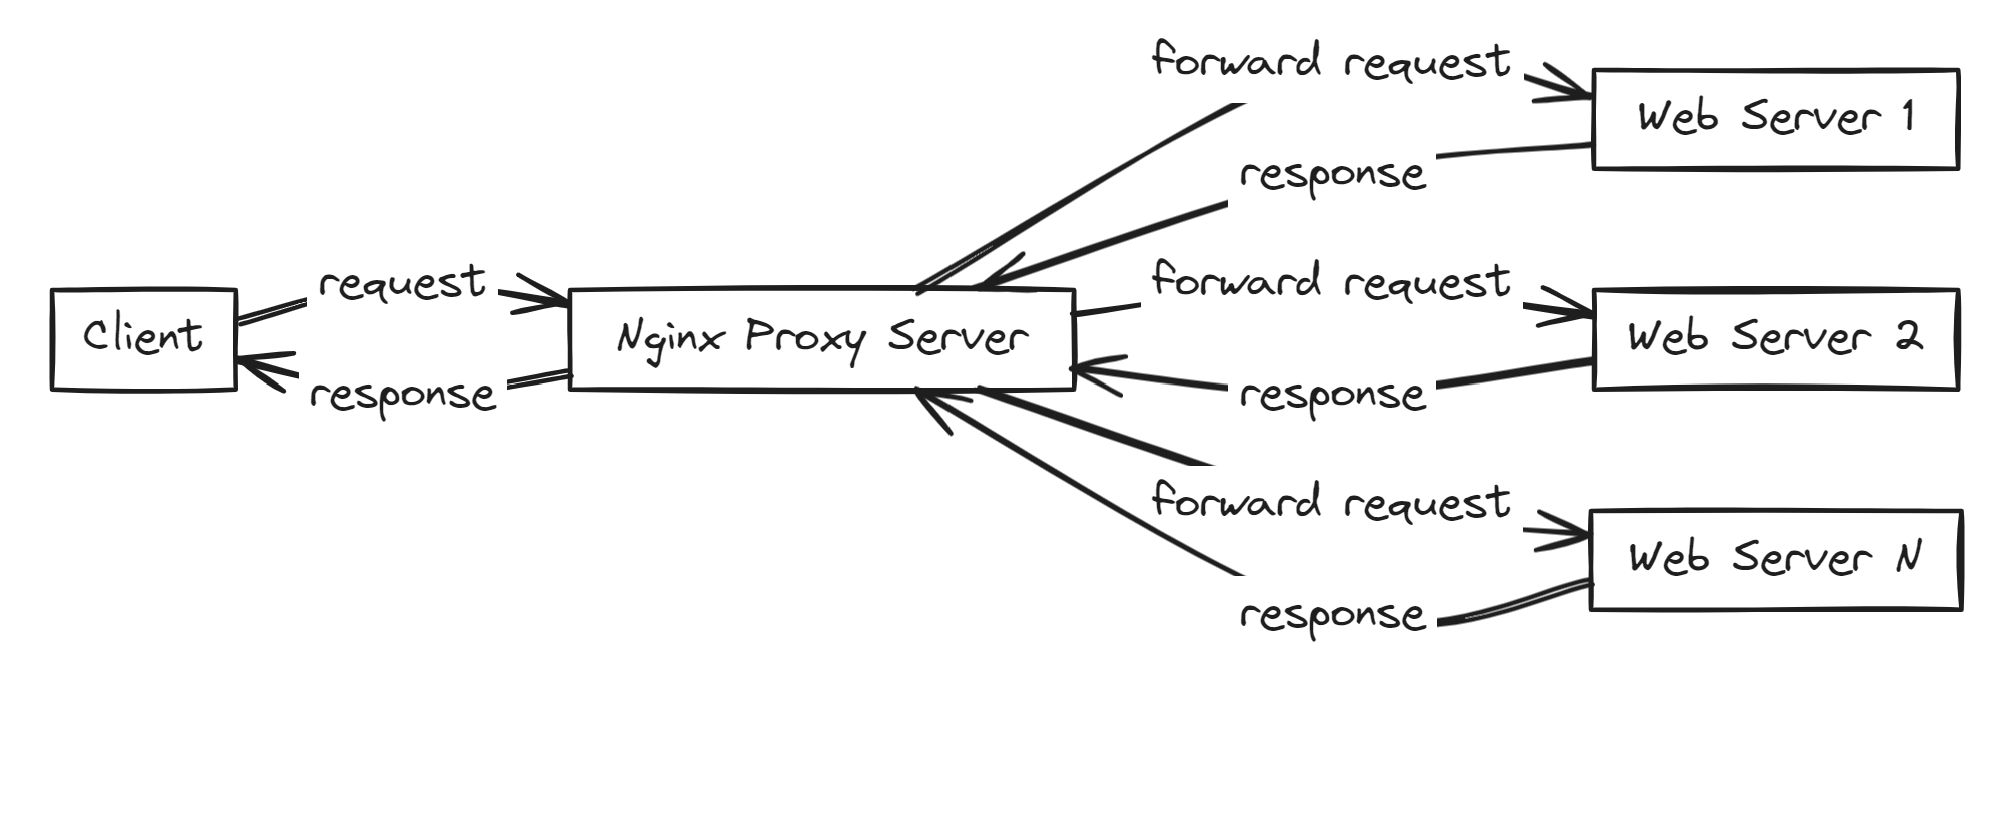 forward request
Web Server 1
response
request
forward request
Client
Nginx Proxy Server
Web Server 2
response
response
forward request
Web Server N
response